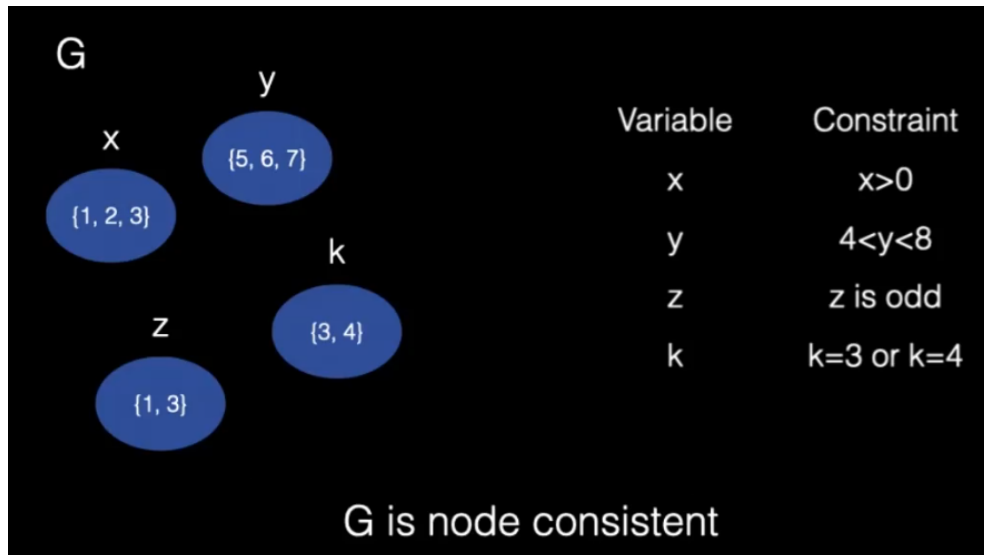 G
y
x
{5, 6, 7}
{1, 2, 3}
k
z
{3, 4}
{1, 3}
Variable Constraint
x x>0
y 4<y<8
z z is odd
k k=3 or k=4
G is node consistent